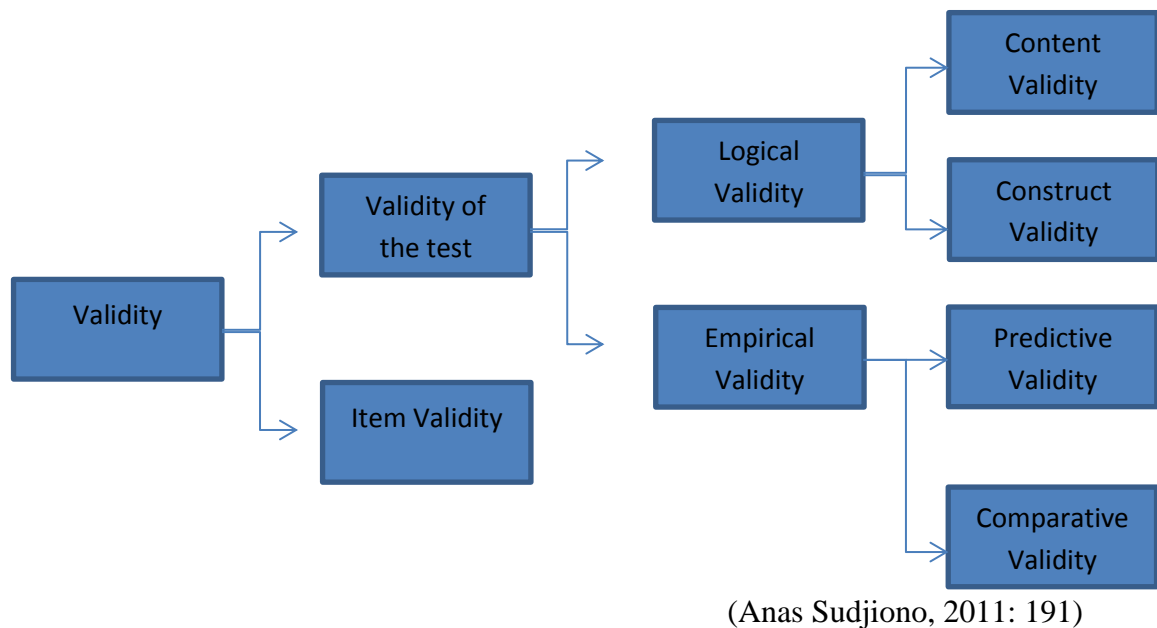 Validity
Validity of
the test
Item Validity
Logical
Validity
Empirical
Validity
Content
Validity
Construct
Validity
Predictive
Validity
Comparative
Validity
(Anas Sudjiono, 2011: 191)